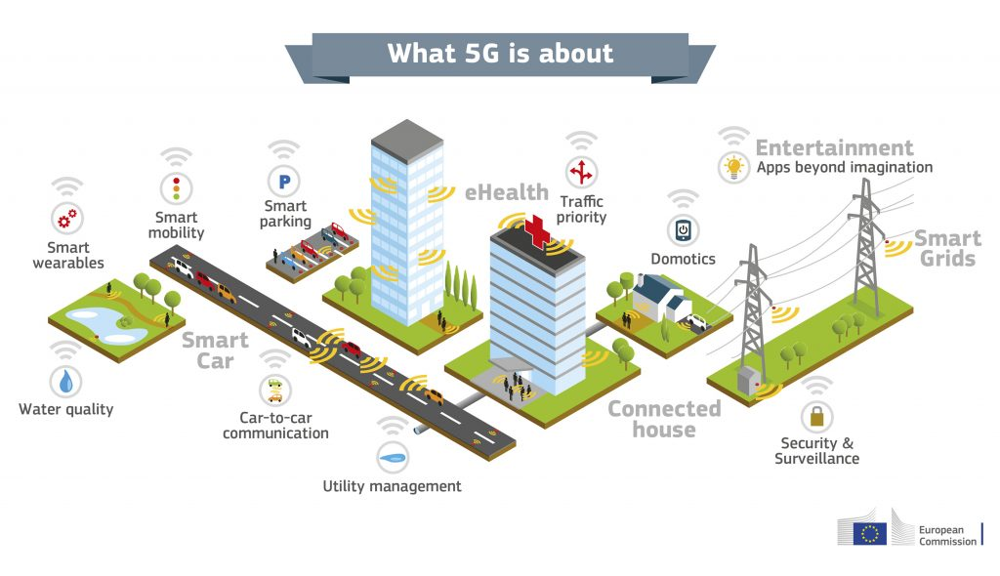 What 5G is about
Entertainment
Apps beyond imagination
eHealth
Traffic
priority
Smart
parking
P
Smart
mobility
Smart
wearables
Domotics
Smart
Grids
Smart
Car
Water quality
Car-to-car
communication
Connected
house
Security &
Surveillance
Utility management
European
Commission